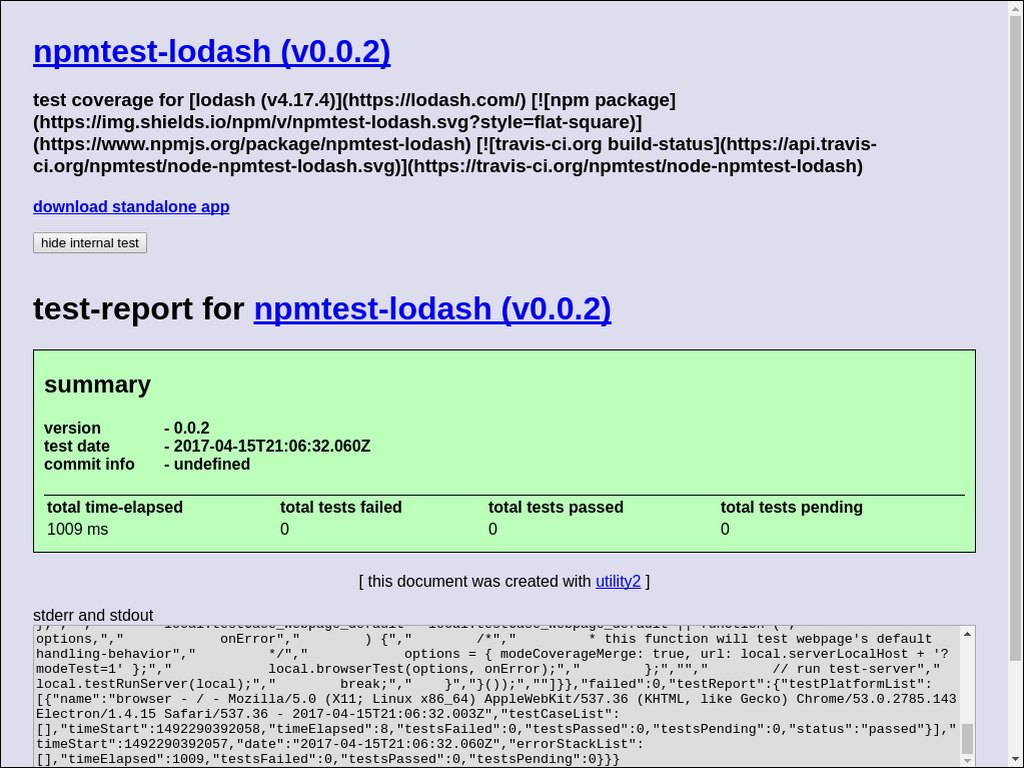 npmtest-lodash (v0.0.2)
test coverage for [lodash (v4.17.4)](https://lodash.com/) [![npm package]
(https://img.shields.io/npm/v/npmtest-lodash.svg?style=flat-square)]
(https://www.npmjs.org/package/npmtest-lodash) [![travis-ci.org build-status](https://api.travis-
ci.org/npmtest/node-npmtest-lodash.svg)](https://travis-ci.org/npmtest/node-npmtest-lodash)
download standalone app
hide internal test
test-report for npmtest-lodash (v0.0.2)
summary
version - 0.0.2
test date - 2017-04-15T21:06:32.060Z
commit info - undefined
total time-elapsed total tests failed total tests passed total tests pending
1009 ms 0 0 0
[ this document was created with utility2 ]
stderr and stdout
options,","            onError","        ) {","        /*","         * this function will test webpage's default
handling-behavior","         */","            options = { modeCoverageMerge: true, url: local.serverLocalHost + '?
modeTest=1' };","            local.browserTest(options, onError);","        };","","        // run test-server","
local.testRunServer(local);","        break;","    }","}());",""]}},"failed":0,"testReport":{"testPlatformList":
[{"name":"browser - / - Mozilla/5.0 (X11; Linux x86_64) AppleWebKit/537.36 (KHTML, like Gecko) Chrome/53.0.2785.143
Electron/1.4.15 Safari/537.36 - 2017-04-15T21:06:32.003Z","testCaseList":
[],"timeStart":1492290392058,"timeElapsed":8,"testsFailed":0,"testsPassed":0,"testsPending":0,"status":"passed"}],"
timeStart":1492290392057,"date":"2017-04-15T21:06:32.060Z","errorStackList":
[],"timeElapsed":1009,"testsFailed":0,"testsPassed":0,"testsPending":0}}}